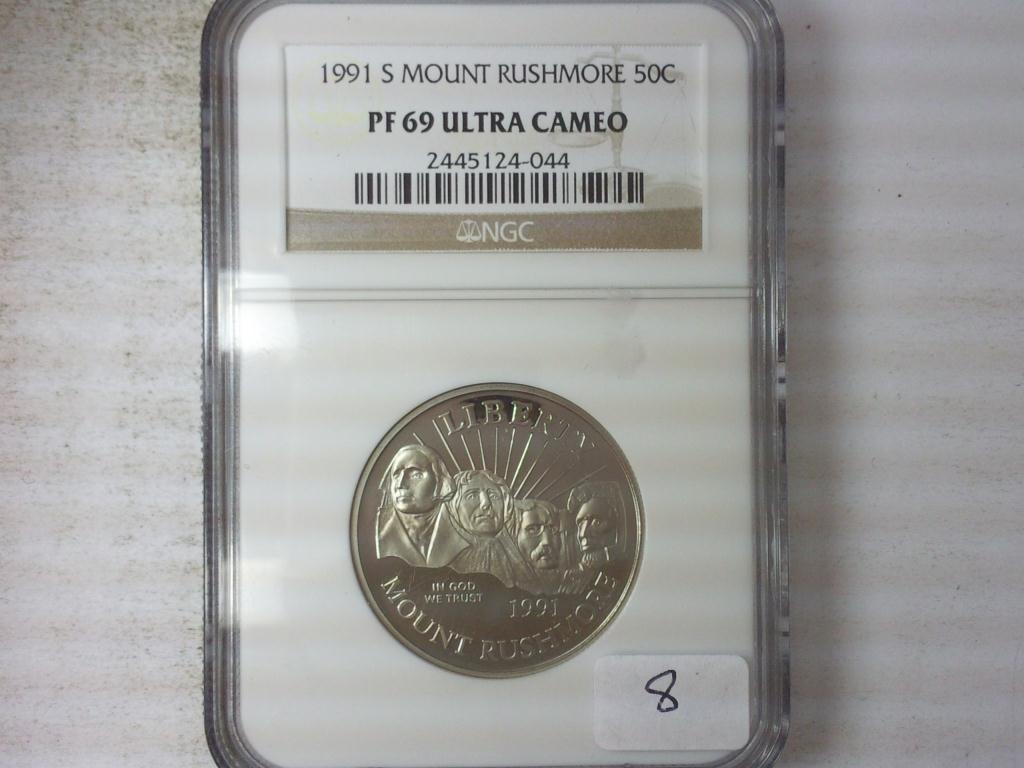 1991 S MOUNT RUSHMORE 50C
PF 69 ULTRA CAMEO
2445124-044
NGC
LIBERTY
IN GOD
WE TRUST
1991
MOUNT RUSHMORE
8